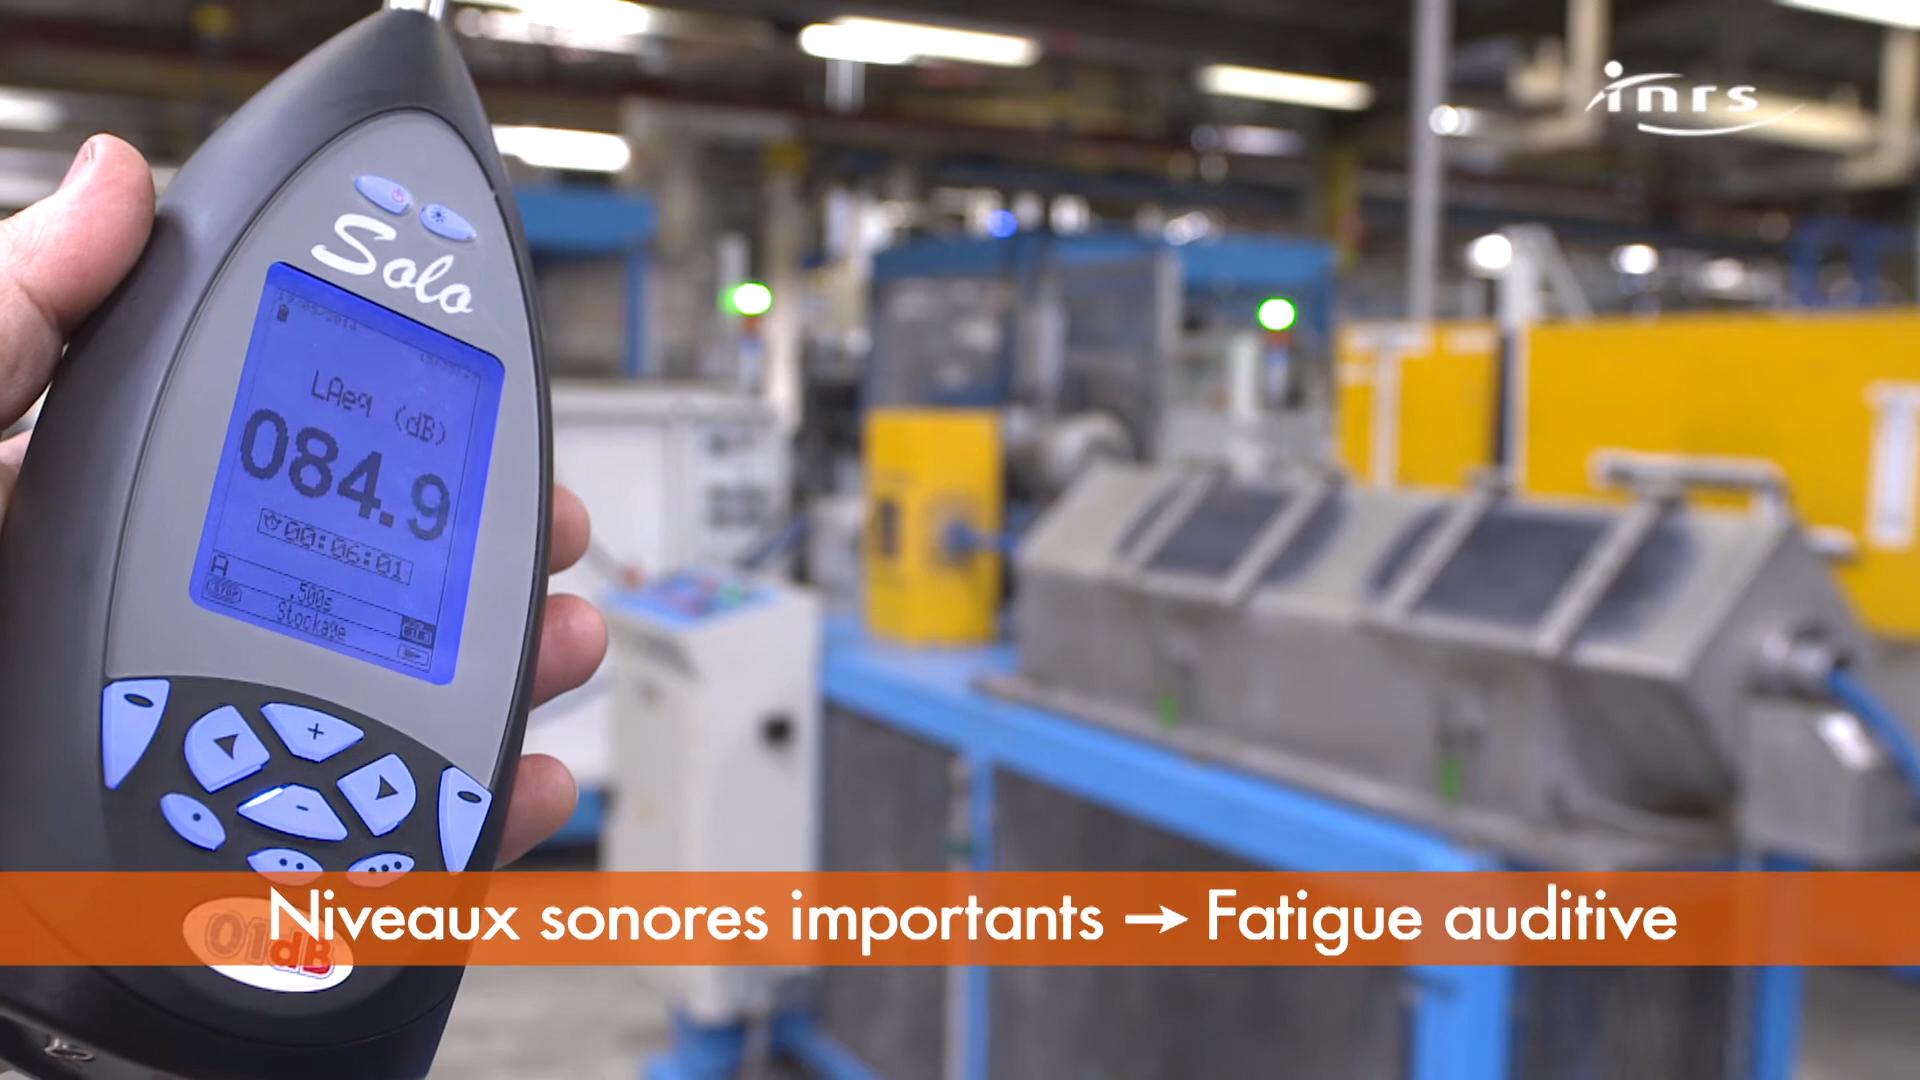 inrs
Solo
LAeq (dB)
084.9
00:06:01
A
.500s
Stockage
+
-
01dB
Niveaux sonores importants → Fatigue auditive